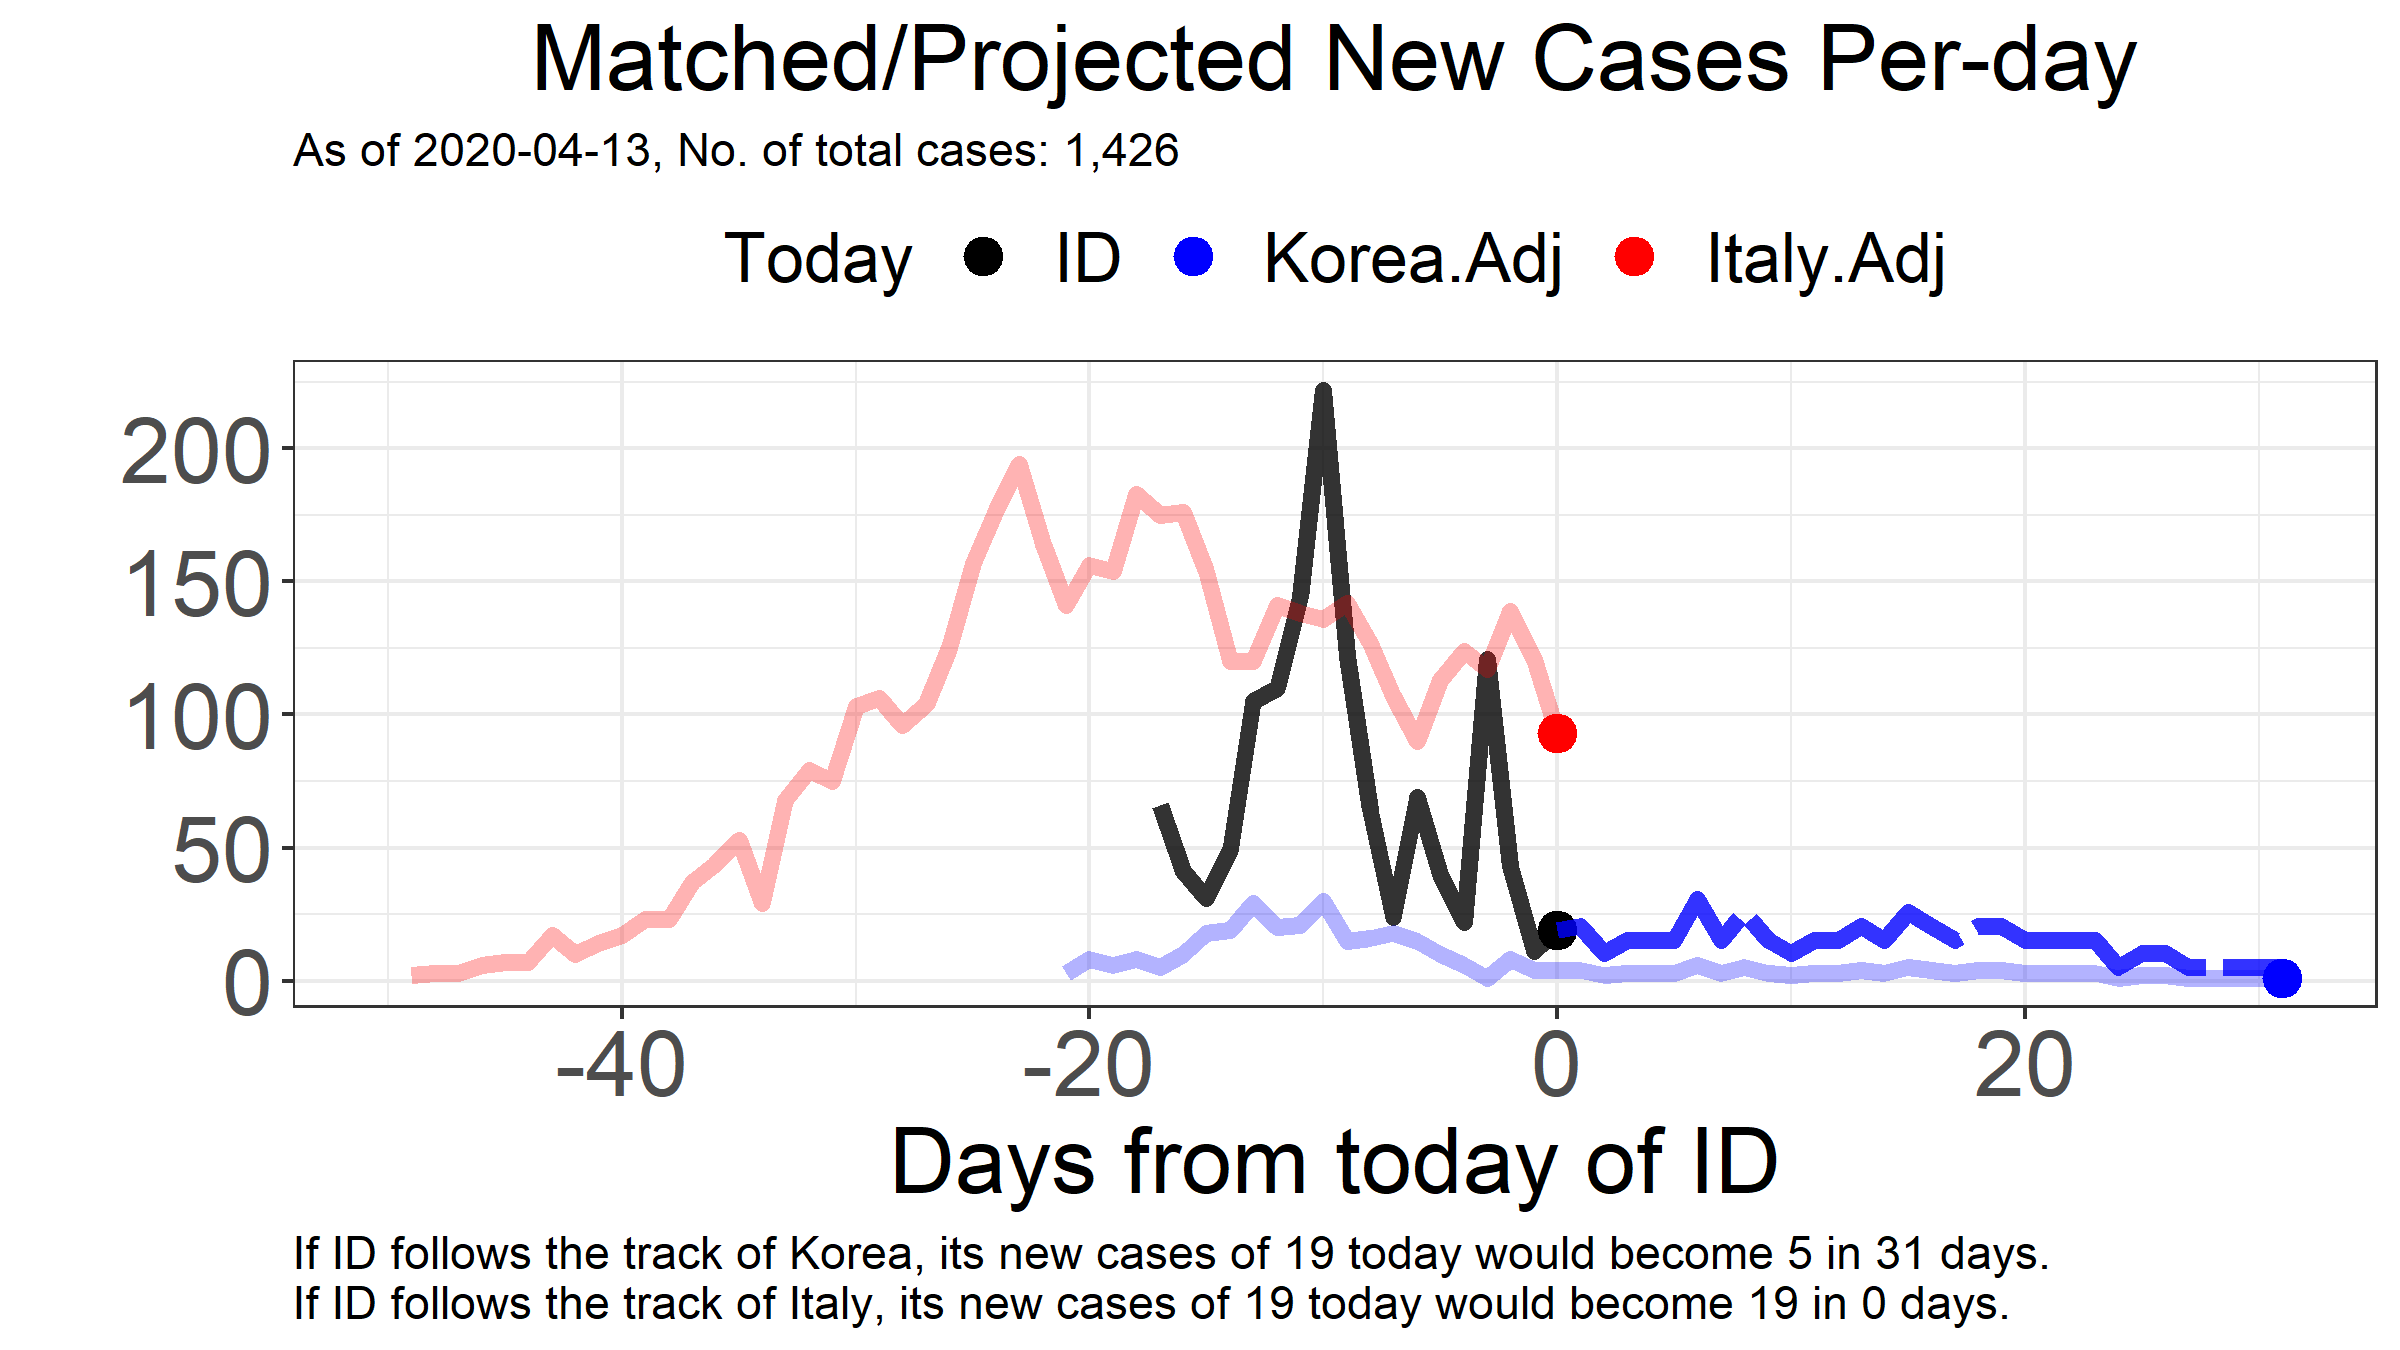 Matched/Projected New Cases Per-day
As of 2020-04-13, No. of total cases: 1,426
Today ID Korea.Adj Italy.Adj
200
150
100
50
0
-40 -20 0 20
Days from today of ID
If ID follows the track of Korea, its new cases of 19 today would become 5 in 31 days.
If ID follows the track of Italy, its new cases of 19 today would become 19 in 0 days.